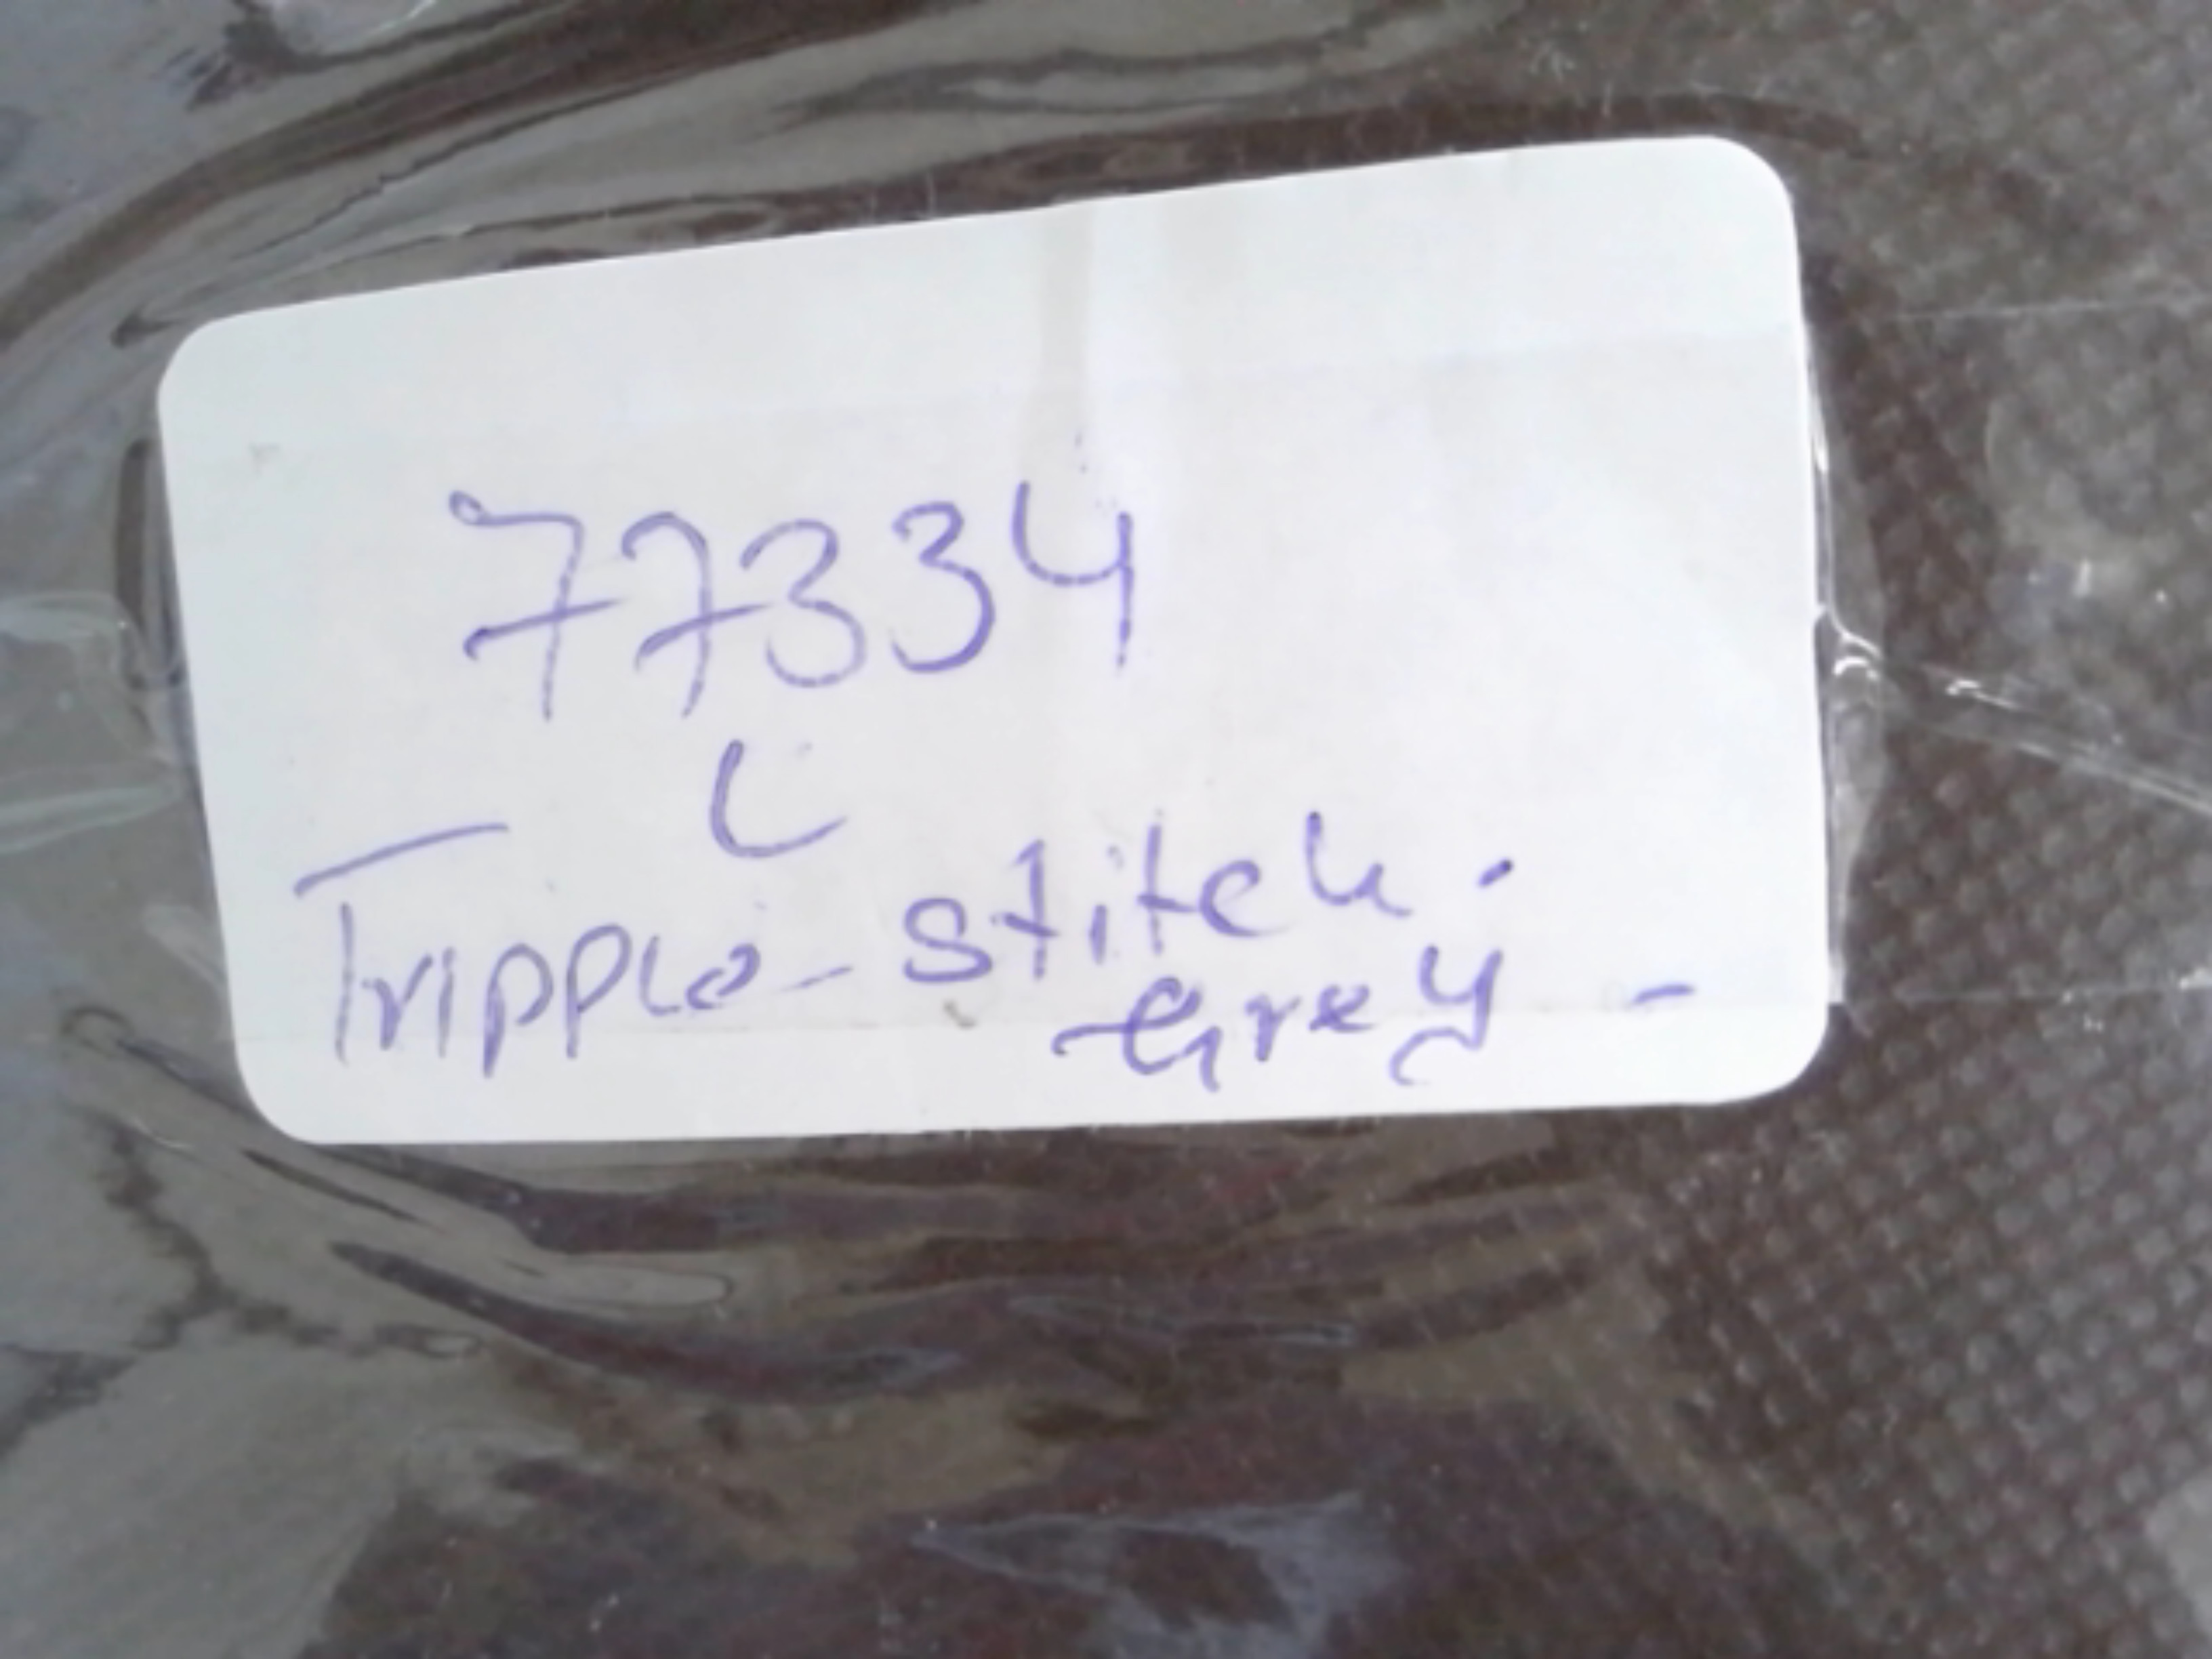 77334
L
Tripple-stitch.
Grey -